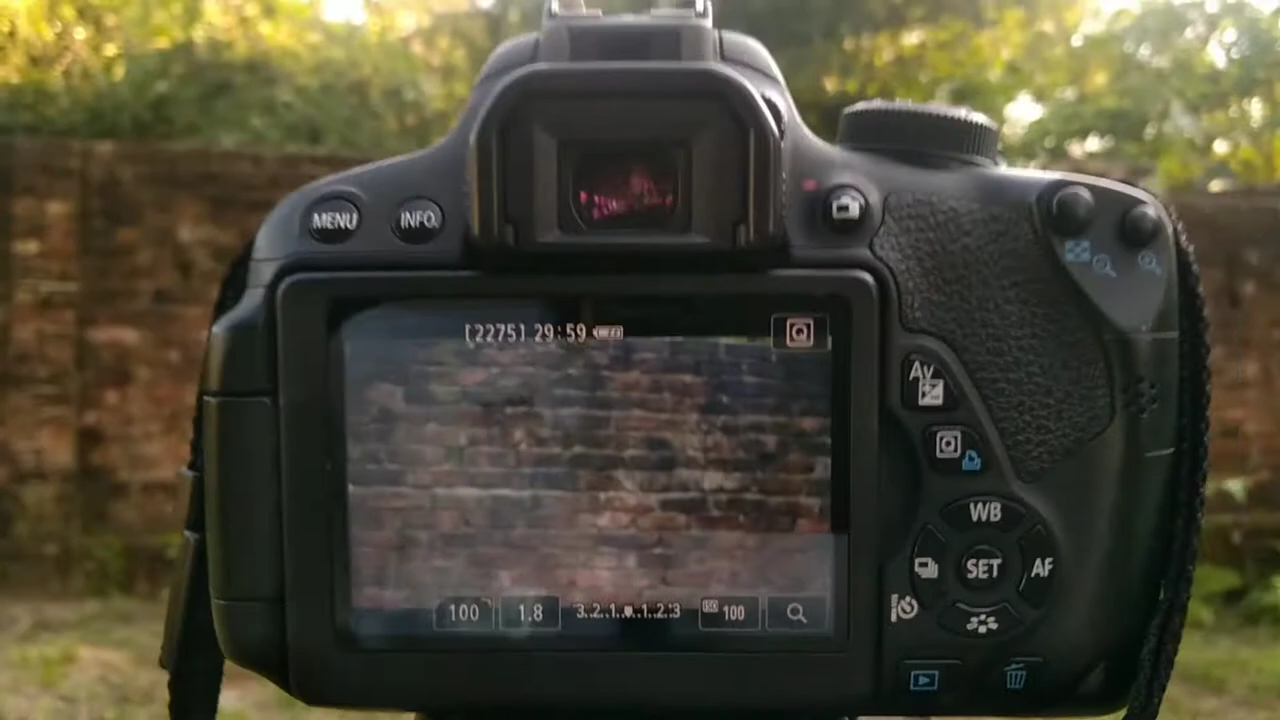 MENU INFO.
[2275] 29:59
Q
Av
Q
WB
SET
AF
100 1.8 3..2..1..0..1..2..3 ISO 100